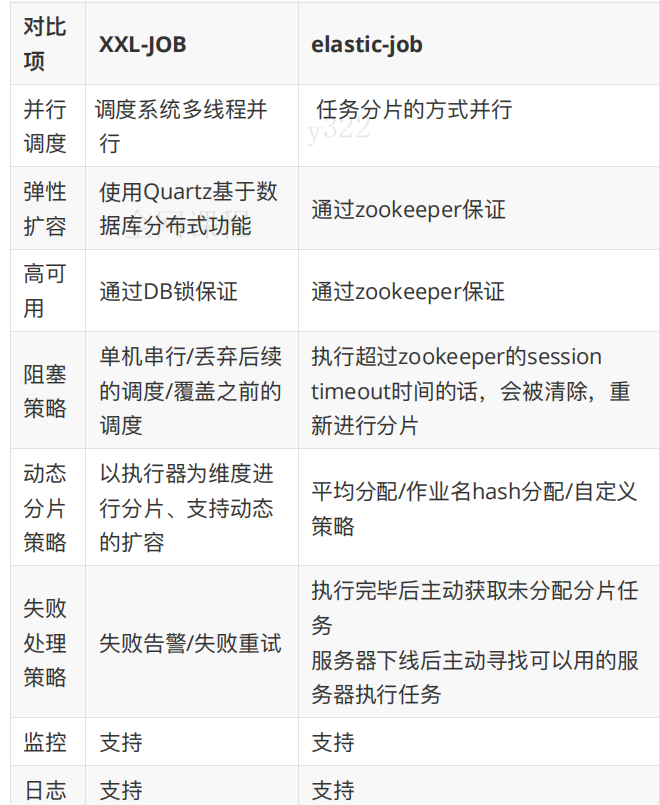 对比项
XXL-JOB
elastic-job
并行调度
调度系统多线程并
行
任务分片的方式并行
y322
弹性
扩容
使用Quartz基于数
据库分布式功能
通过zookeeper保证
高可
用
通过DB锁保证
通过zookeeper保证
阻塞
策略
单机串行/丢弃后续
的调度/覆盖之前的
调度
执行超过zookeeper的session
timeout时间的话，会被清除，重
新进行分片
动态
分片
策略
以执行器为维度进
行分片、支持动态
的扩容
平均分配/作业名hash分配/自定义
策略
失败
处理
策略
失败告警/失败重试
执行完毕后主动获取未分配分片任
务
服务器下线后主动寻找可以用的服
务器执行任务
监控
支持
支持
日志
支持
支持